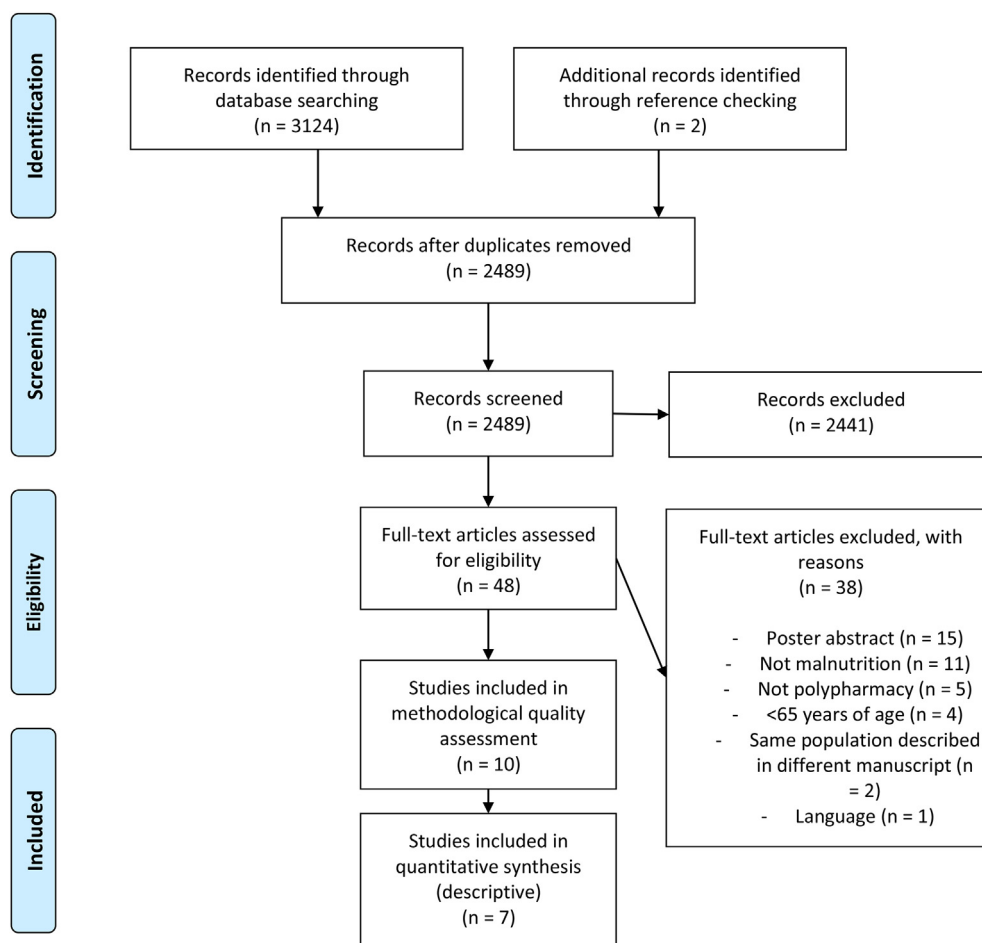 Identification
Records identified through
database searching
(n = 3124)
Additional records identified
through reference checking
(n = 2)
Records after duplicates removed
(n = 2489)
Screening
Records screened
(n = 2489)
Records excluded
(n = 2441)
Eligibility
Full-text articles assessed
for eligibility
(n = 48)
Full-text articles excluded, with
reasons
(n = 38)
- Poster abstract (n = 15)
- Not malnutrition (n = 11)
- Not polypharmacy (n = 5)
- <65 years of age (n = 4)
- Same population described
in different manuscript (n
= 2)
- Language (n = 1)
Studies included in
methodological quality
assessment
(n = 10)
Included
Studies included in
quantitative synthesis
(descriptive)
(n = 7)